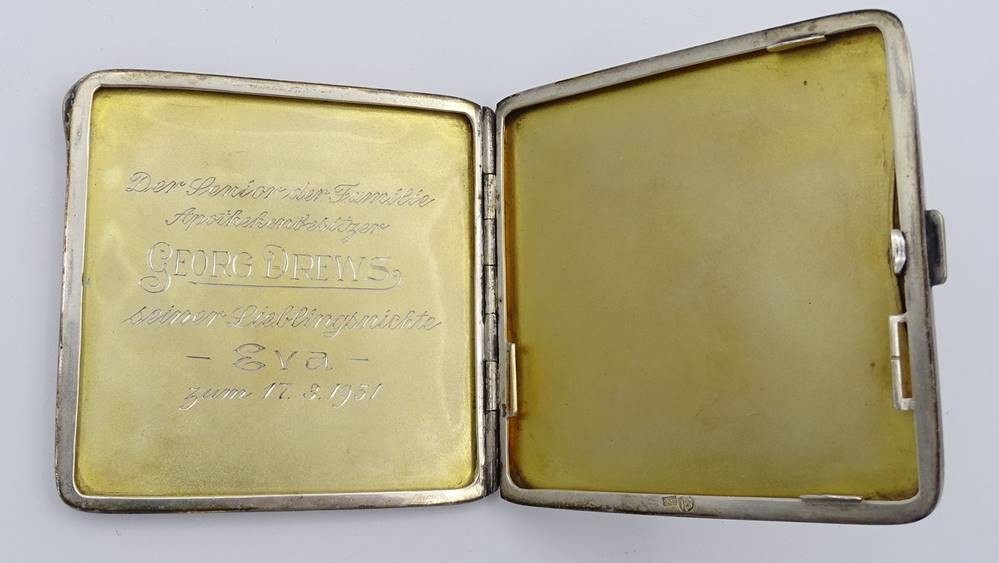 Der Senior der Familie
Apothekenbesitzer
GEORG DREWS
seiner Lieblingsnichte
- Eva -
zum 17. 3. 1951